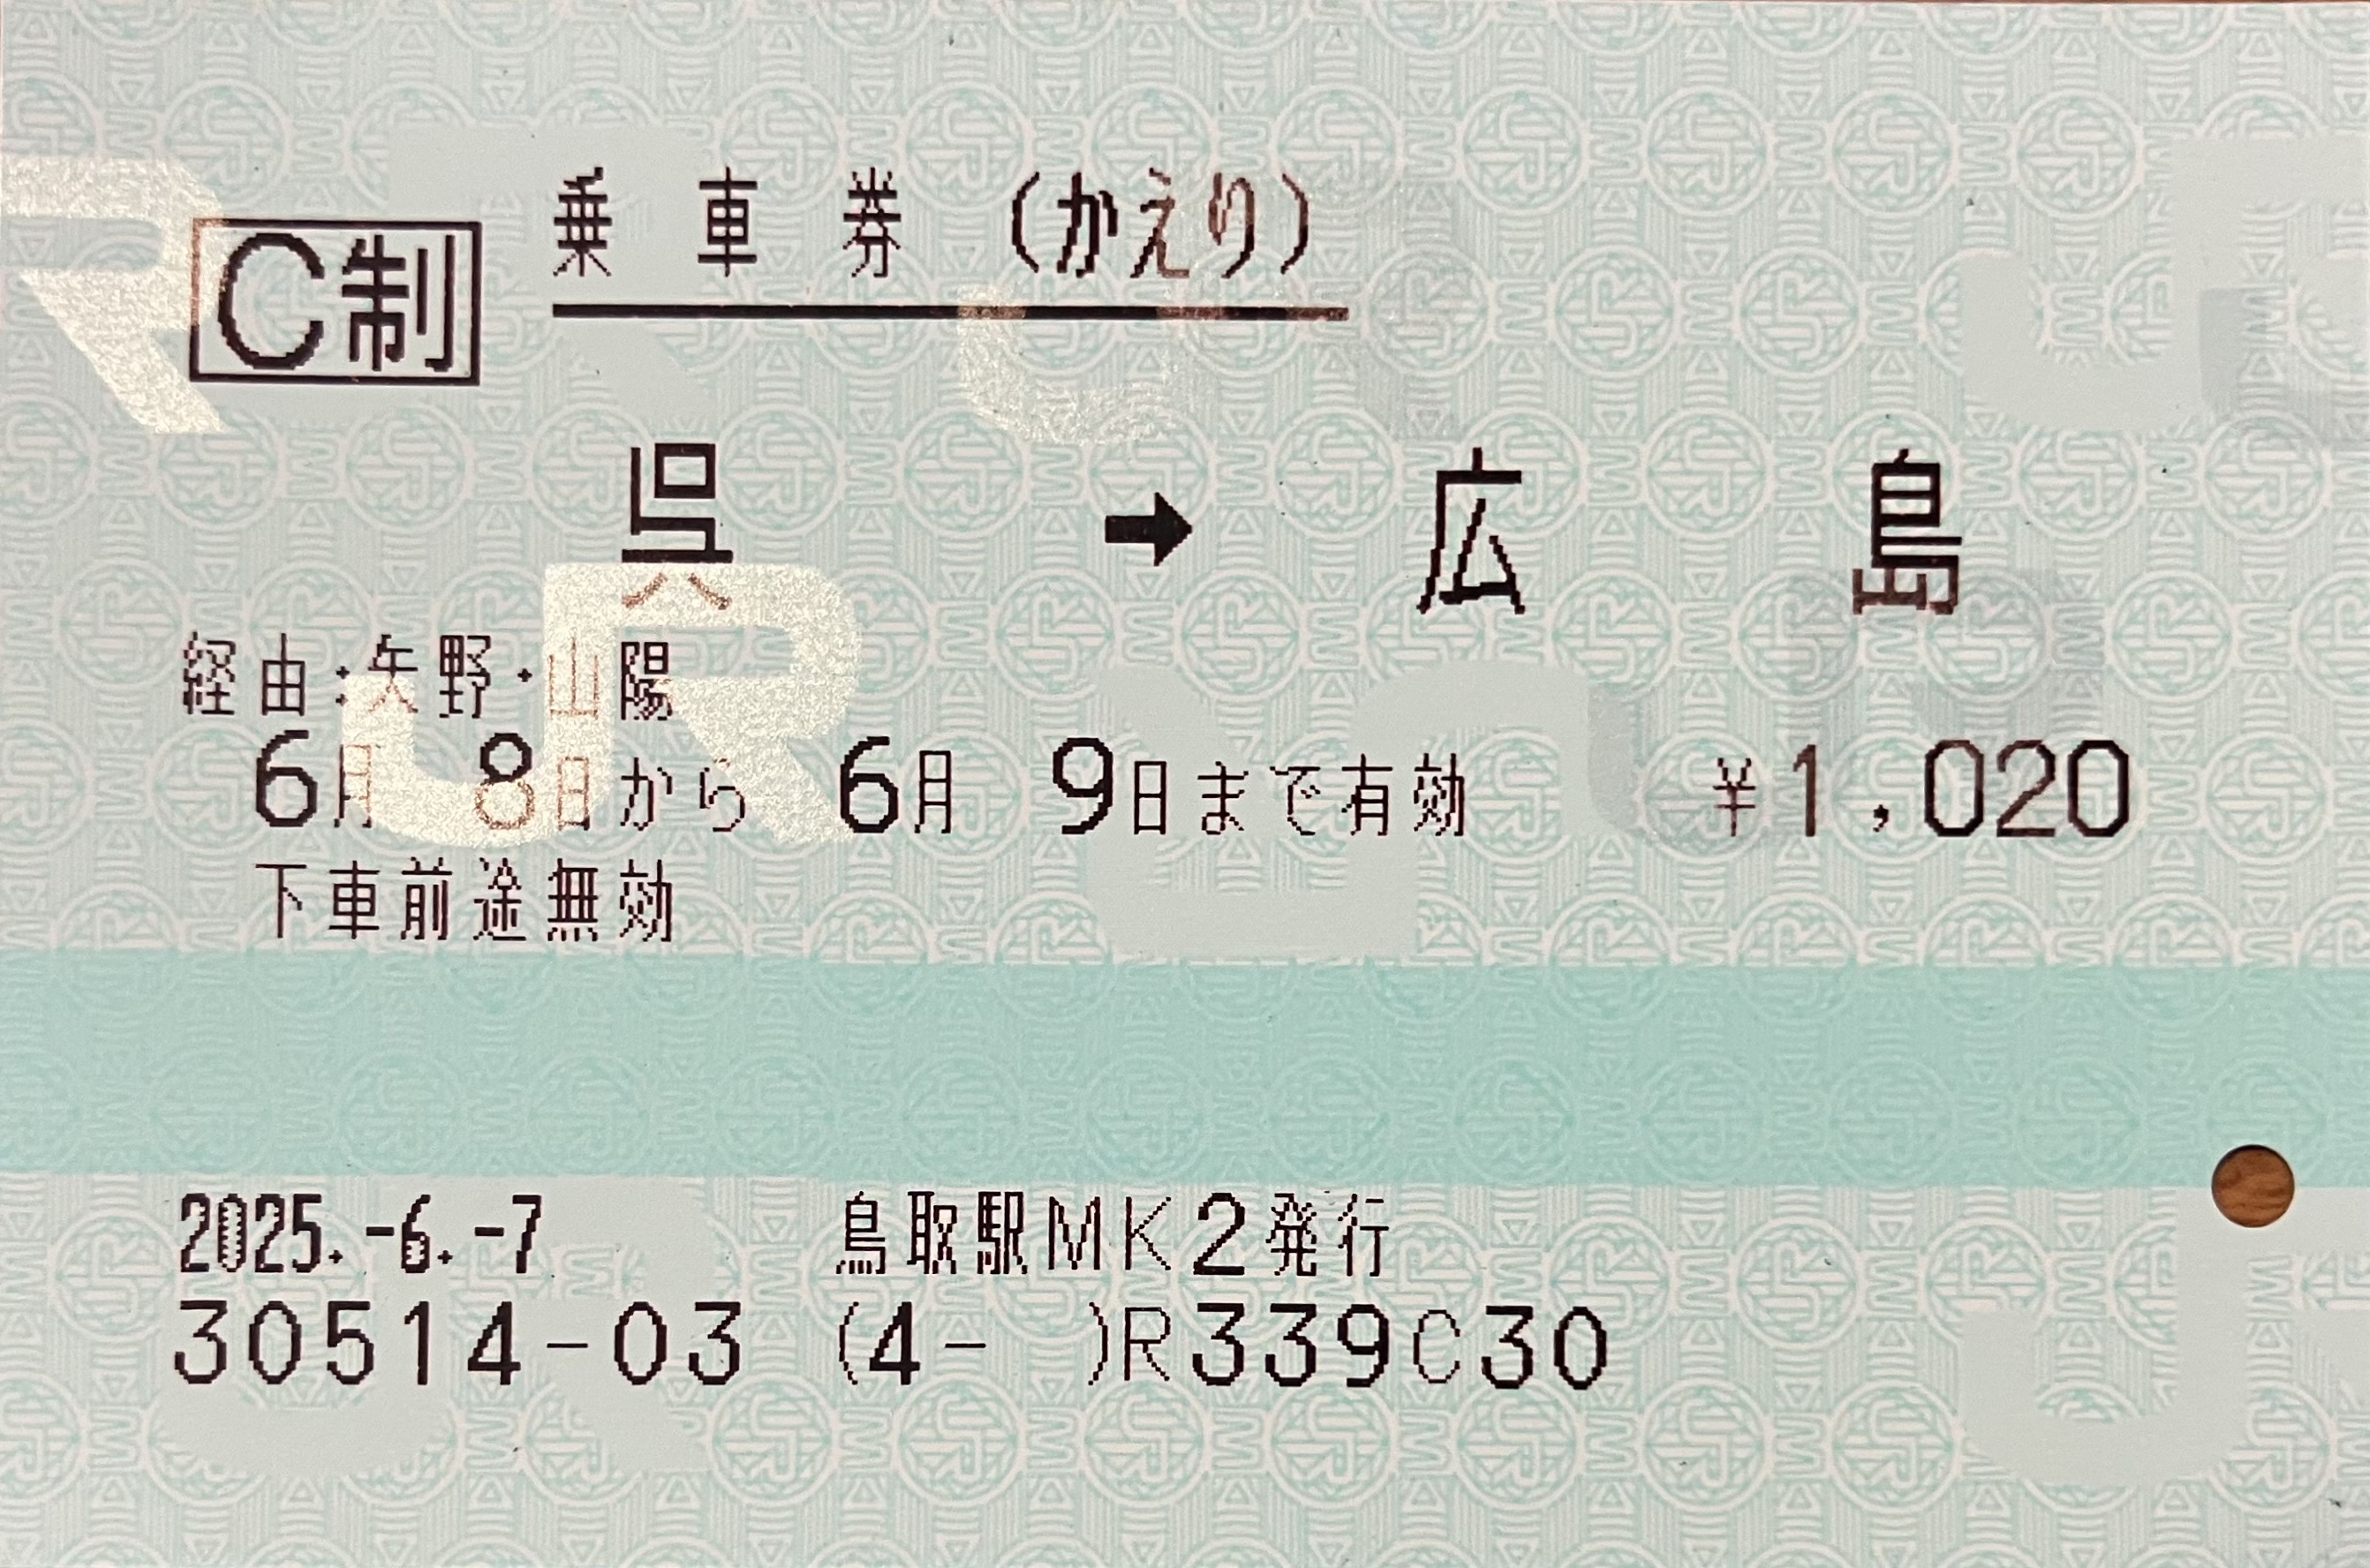 C制 乗車券(かえり)
呉 ➡ 広島
経由:矢野・山陽
6月 8日から 6月 9日まで有効 ¥1,020
下車前途無効
2025.-6.-7 鳥取駅MK2発行
30514-03 (4- )R339C30